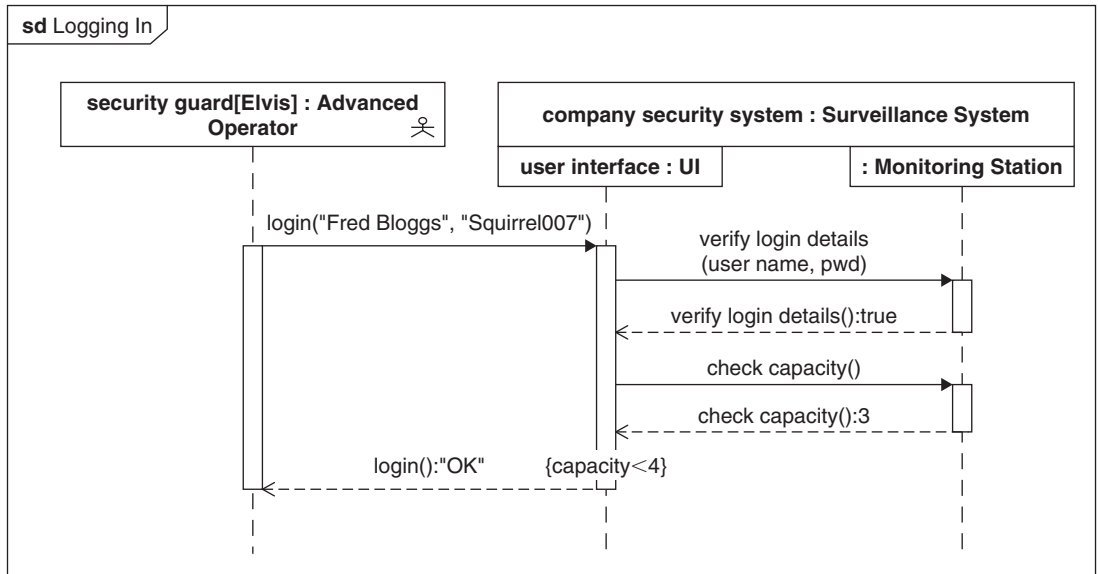 sd Logging In
security guard[Elvis] : Advanced
Operator
company security system : Surveillance System
user interface : UI
: Monitoring Station
login("Fred Bloggs", "Squirrel007")
verify login details
(user name, pwd)
verify login details():true
check capacity()
check capacity():3
login():"OK"
{capacity<4}